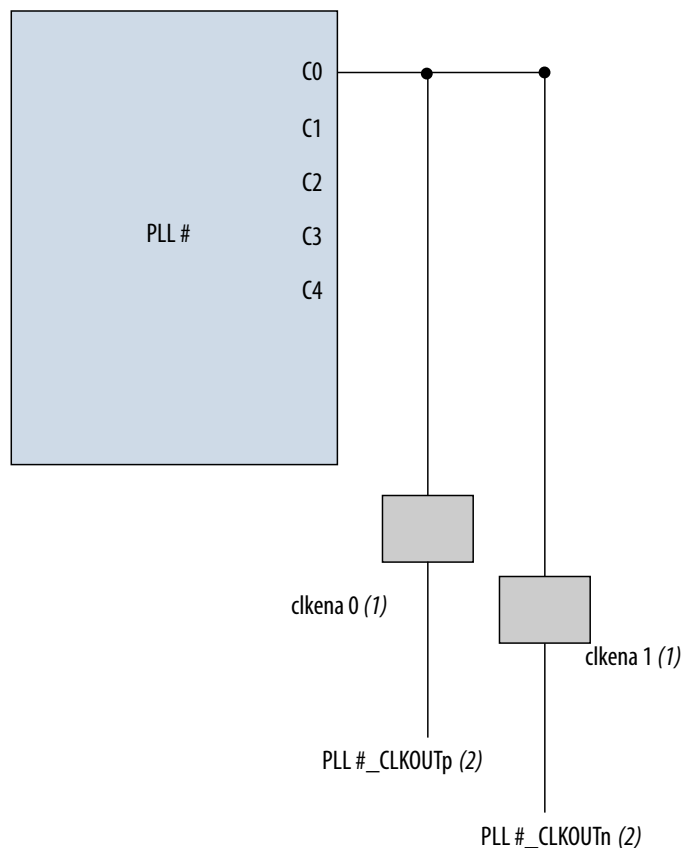 C0
C1
C2
PLL #
C3
C4
clkena 0 (1)
clkena 1 (1)
PLL #_CLKOUTp (2)
PLL #_CLKOUTn (2)